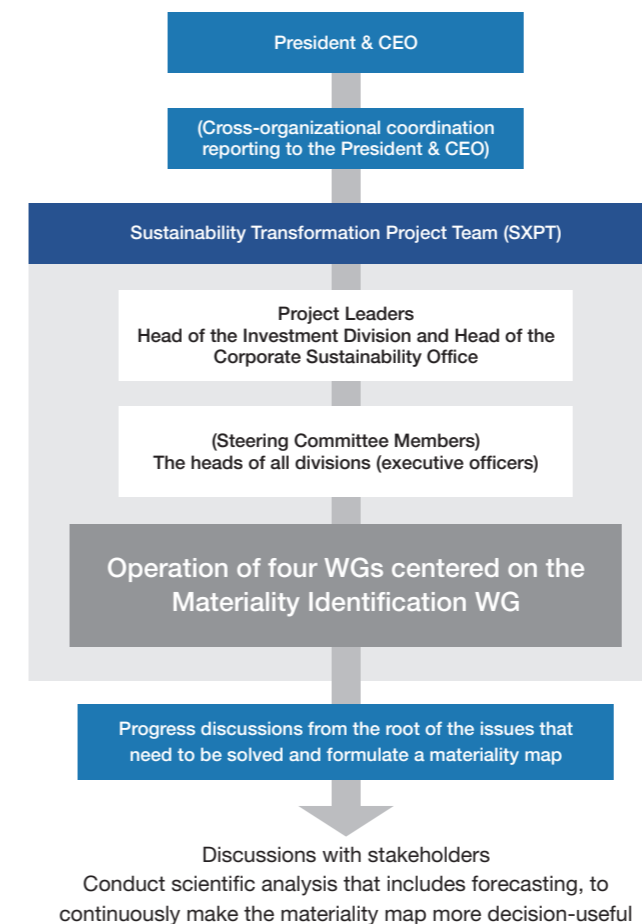 President & CEO
(Cross-organizational coordination
reporting to the President & CEO)
Sustainability Transformation Project Team (SXPT)
Project Leaders
Head of the Investment Division and Head of the
Corporate Sustainability Office
(Steering Committee Members)
The heads of all divisions (executive officers)
Operation of four WGs centered on the
Materiality Identification WG
Progress discussions from the root of the issues that
need to be solved and formulate a materiality map
Discussions with stakeholders
Conduct scientific analysis that includes forecasting, to
continuously make the materiality map more decision-useful